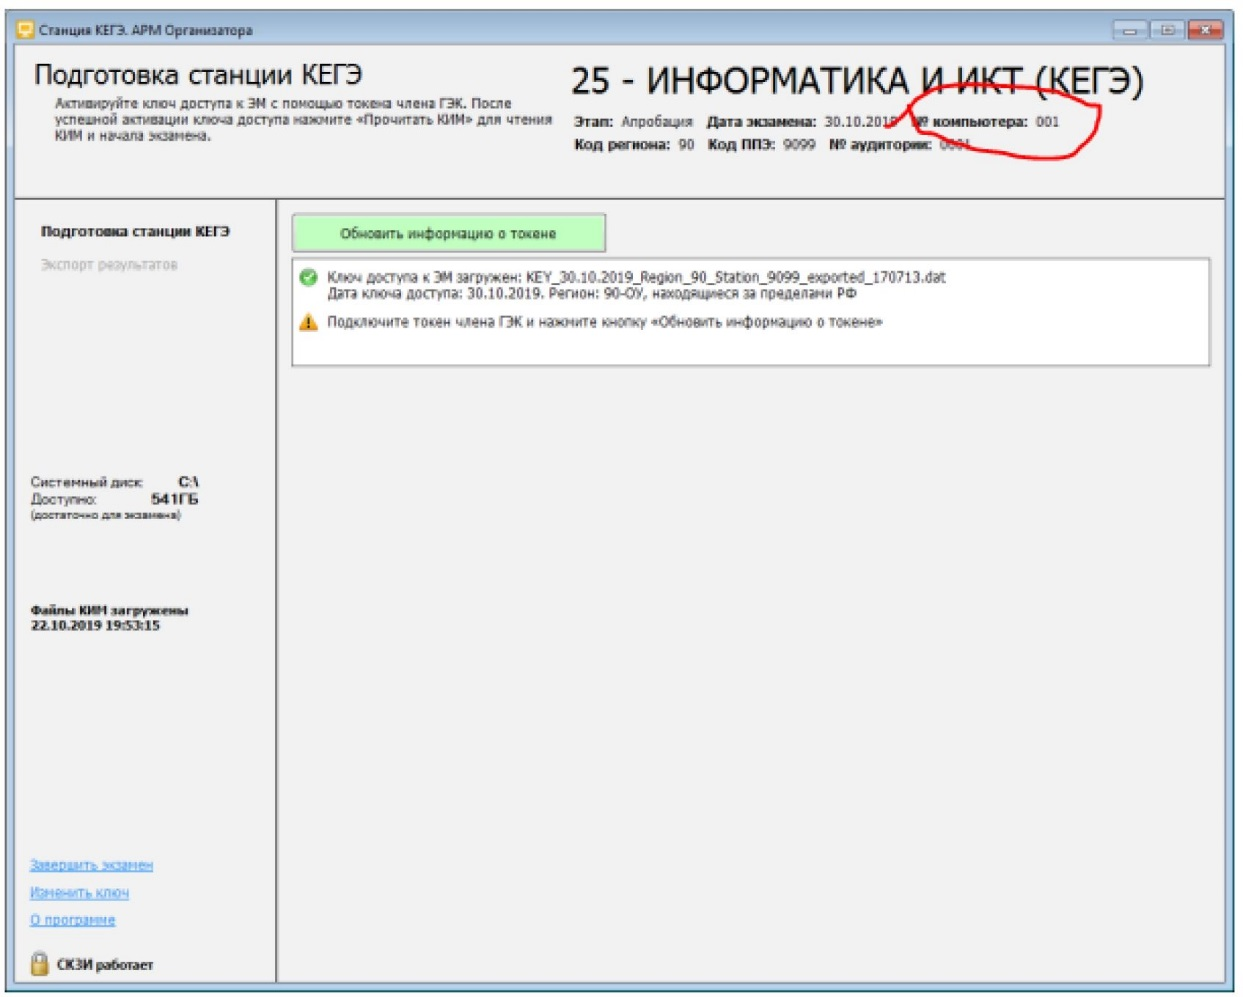 Станция КЕГЭ. АРМ Организатора
Подготовка станции КЕГЭ
Активируйте ключ доступа к ЭМ с помощью токена члена ГЭК. После
успешной активации ключа доступа нажмите «Прочитать КИМ» для чтения
КИМ и начала экзамена.
25 - ИНФОРМАТИКА И ИКТ (КЕГЭ)
Этап: Апробация Дата экзамена: 30.10.2019 № компьютера: 001
Код региона: 90 Код ППЭ: 9099 № аудитории: 0001
Подготовка станции КЕГЭ
Экспорт результатов
Обновить информацию о токене
Ключ доступа к ЭМ загружен: KEY_30.10.2019_Region_90_Station_9099_exported_170713.dat
Дата ключа доступа: 30.10.2019. Регион: 90-ОУ, находящиеся за пределами РФ
Подключите токен члена ГЭК и нажмите кнопку «Обновить информацию о токене»
Системный диск: C:\
Доступно: 541ГБ
(достаточно для экзамена)
Файлы КИМ загружены
22.10.2019 19:53:15
Завершить экзамен
Изменить ключ
О программе
СКЗИ работает